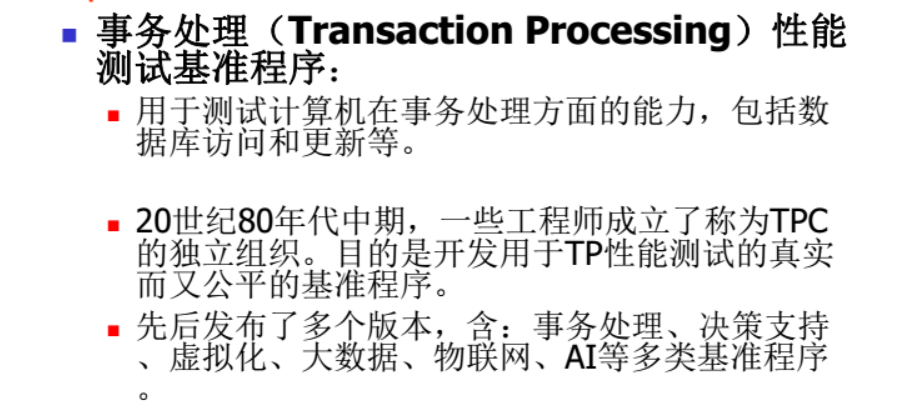 事务处理（Transaction Processing）性能
测试基准程序：
用于测试计算机在事务处理方面的能力，包括数
据库访问和更新等。
20世纪80年代中期，一些工程师成立了称为TPC
的独立组织。目的是开发用于TP性能测试的真实
而又公平的基准程序。
先后发布了多个版本，含：事务处理、决策支持
、虚拟化、大数据、物联网、AI等多类基准程序
。